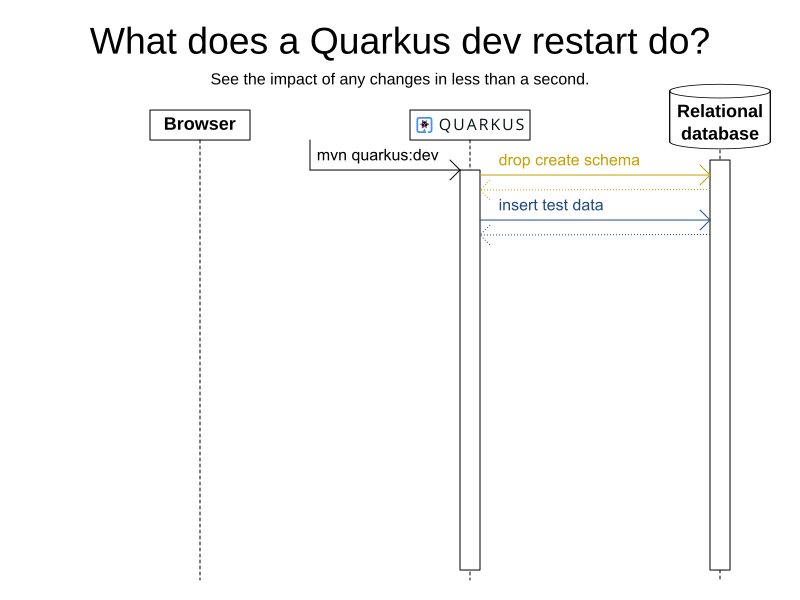 What does a Quarkus dev restart do?
See the impact of any changes in less than a second.
Browser
QUARKUS
Relational
database
mvn quarkus:dev
drop create schema
insert test data